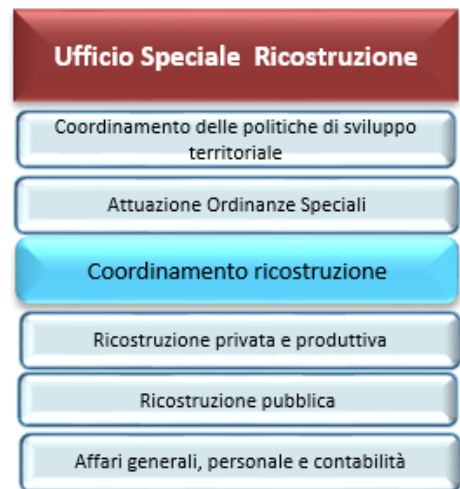 Ufficio Speciale Ricostruzione
Coordinamento delle politiche di sviluppo
territoriale
Attuazione Ordinanze Speciali
Coordinamento ricostruzione
Ricostruzione privata e produttiva
Ricostruzione pubblica
Affari generali, personale e contabilità